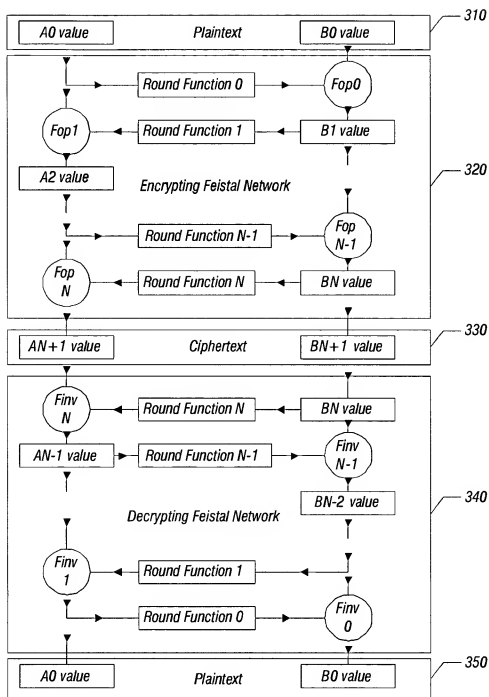 310
A0 value Plaintext B0 value
Round Function 0 Fop0
Fop1 Round Function 1 B1 value
A2 value
320
Encrypting Feistal Network
Round Function N-1 Fop
N-1
Fop
N Round Function N BN value
330
AN+1 value Ciphertext BN+1 value
Finv
N Round Function N BN value
AN-1 value Round Function N-1 Finv
N-1
BN-2 value
340
Decrypting Feistal Network
Finv
1 Round Function 1
Round Function 0 Finv
0
350
A0 value Plaintext B0 value